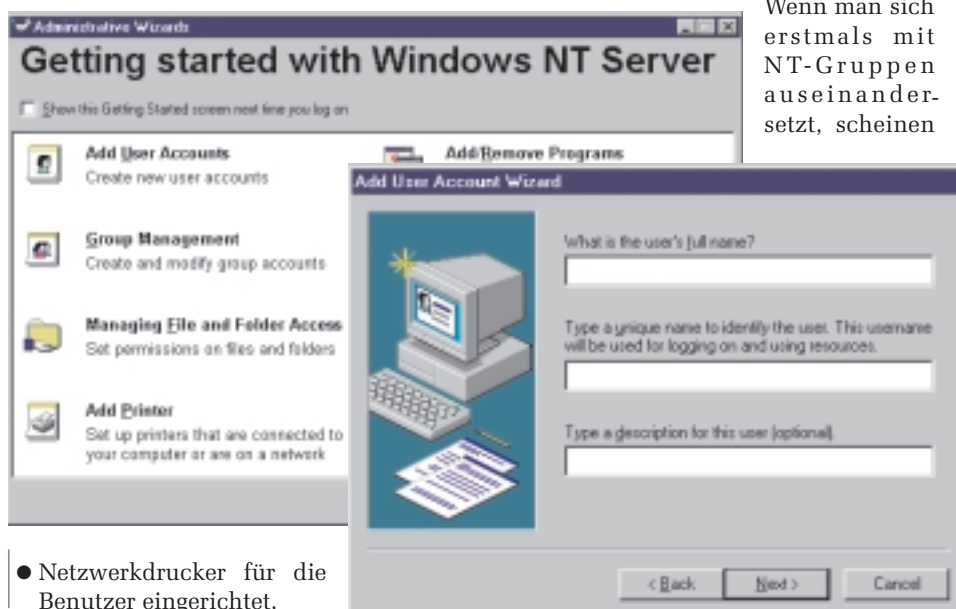 Wenn man sich
erstmals mit
NT-Gruppen
auseinander-
setzt, scheinen
Administrative Wizards
Getting started with Windows NT Server
Show this Getting Started screen next time you log on
Add User Accounts
Create new user accounts
Group Management
Create and modify group accounts
Managing File and Folder Access
Set permissions on files and folders
Add Printer
Set up printers that are connected to
your computer or are on a network
Add/Remove Programs
Add User Account Wizard
What is the user's full name?
Type a unique name to identify the user. This username
will be used for logging on and using resources.
Type a description for this user (optional).
< Back
Next >
Cancel
● Netzwerkdrucker für die
Benutzer eingerichtet.